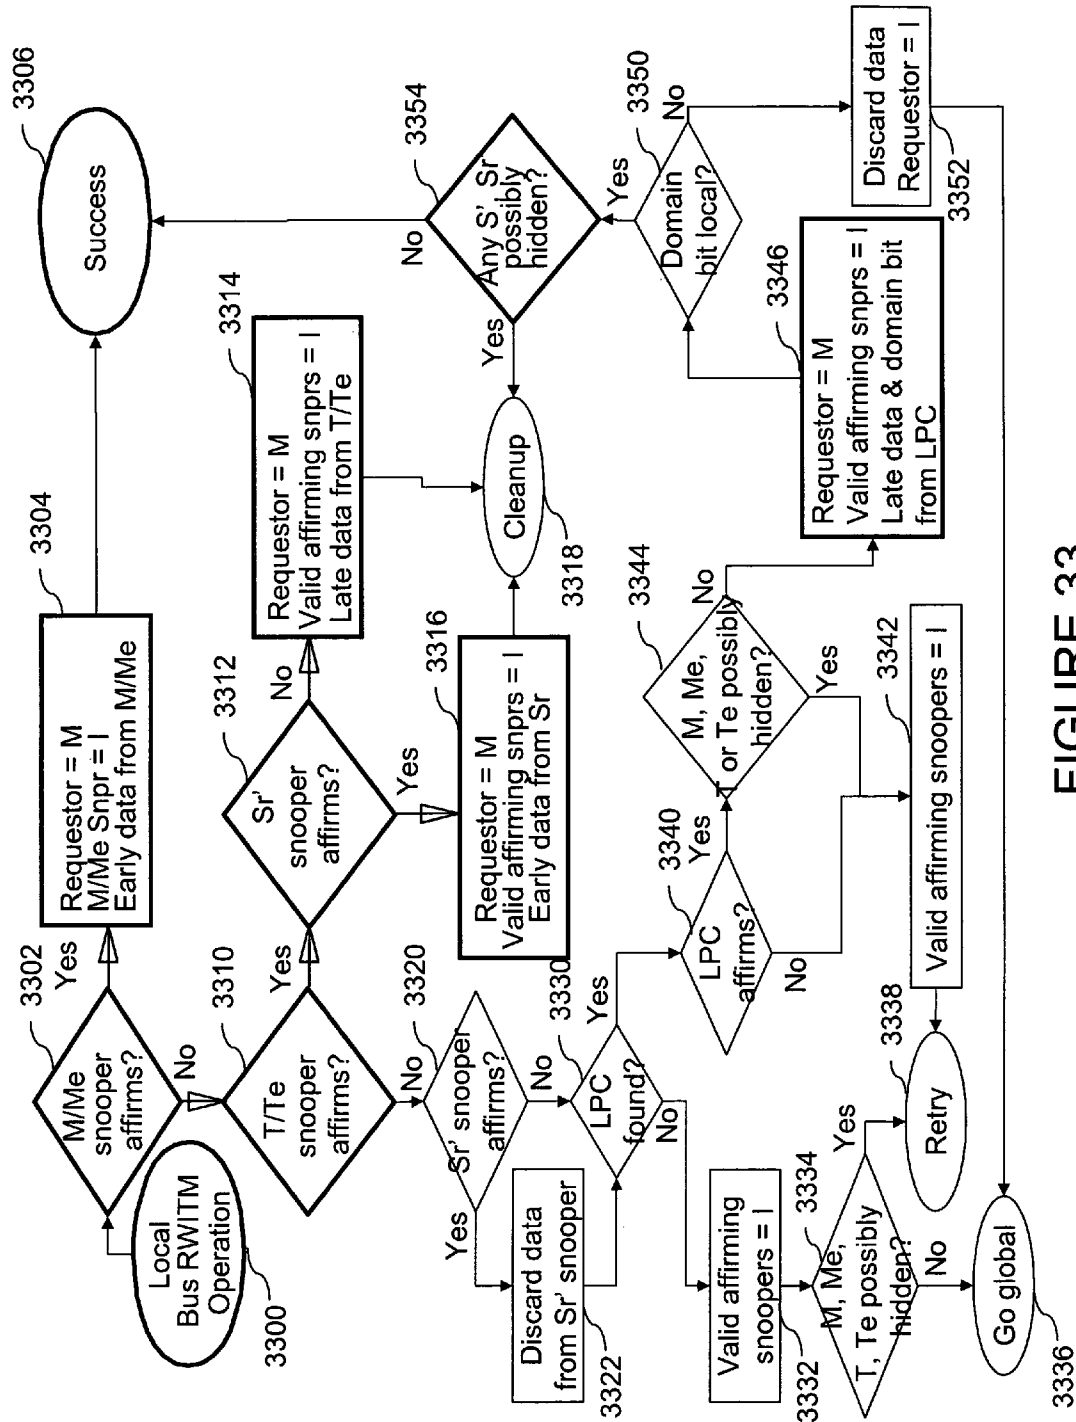 3300
Local
Bus RWITM
Operation
3302
M/Me
snooper
affirms?
Yes
No
3304
Requestor = M
M/Me Snpr = I
Early data from M/Me
3306
Success
3310
T/Te
snooper
affirms?
Yes
No
3312
Sr'
snooper
affirms?
No
Yes
3314
Requestor = M
Valid affirming snprs = I
Late data from T/Te
3316
Requestor = M
Valid affirming snprs = I
Early data from Sr
Cleanup
3318
3320
Sr' snooper
affirms?
Yes
No
Discard data
from Sr' snooper
3322
3330
LPC
found?
Yes
No
Valid affirming
snoopers = I
3332
3334
M, Me,
T, Te possibly
hidden?
Yes
No
Go global
3336
3338
Retry
3340
LPC
affirms?
Yes
No
3342
Valid affirming snoopers = I
3344
M, Me,
T or Te possibly
hidden?
No
Yes
3346
Requestor = M
Valid affirming snprs = I
Late data & domain bit
from LPC
3350
Domain
bit local?
Yes
No
Discard data
Requestor = I
3352
3354
Any S' Sr
possibly
hidden?
No
Yes
FIGURE 33